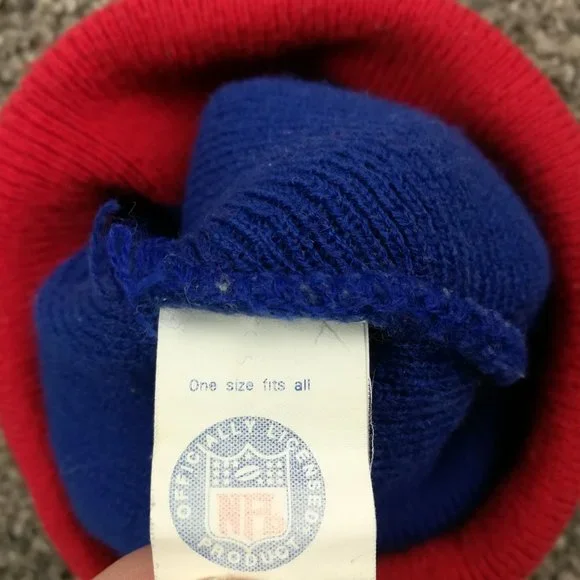 One size fits all
OFFICIALLY LICENSED
NFL
PRODUCT